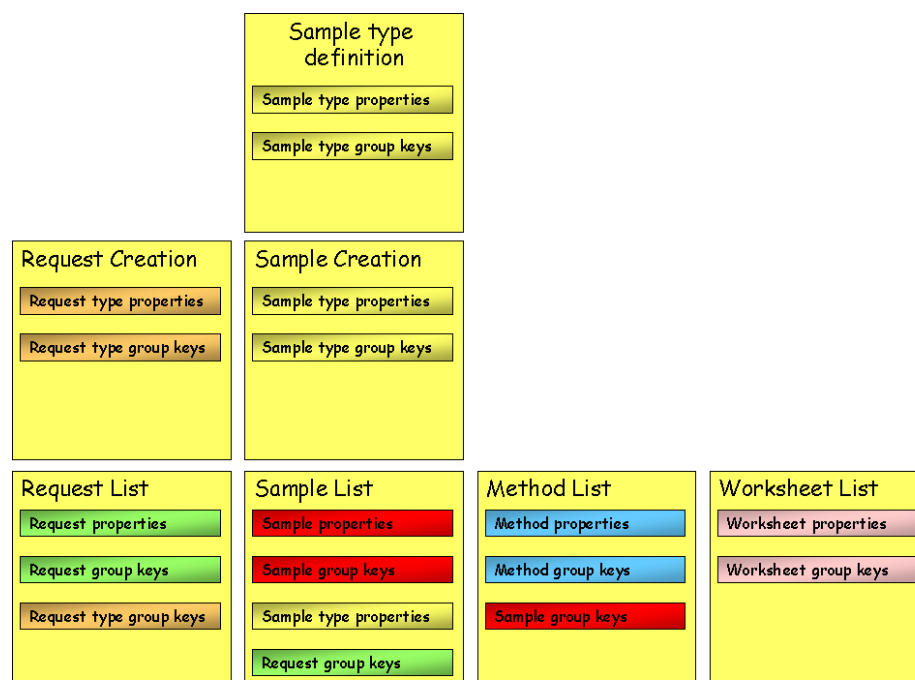 Sample type
definition
Sample type properties
Sample type group keys
Request Creation
Request type properties
Request type group keys
Sample Creation
Sample type properties
Sample type group keys
Request List
Request properties
Request group keys
Request type group keys
Sample List
Sample properties
Sample group keys
Sample type properties
Request group keys
Method List
Method properties
Method group keys
Sample group keys
Worksheet List
Worksheet properties
Worksheet group keys